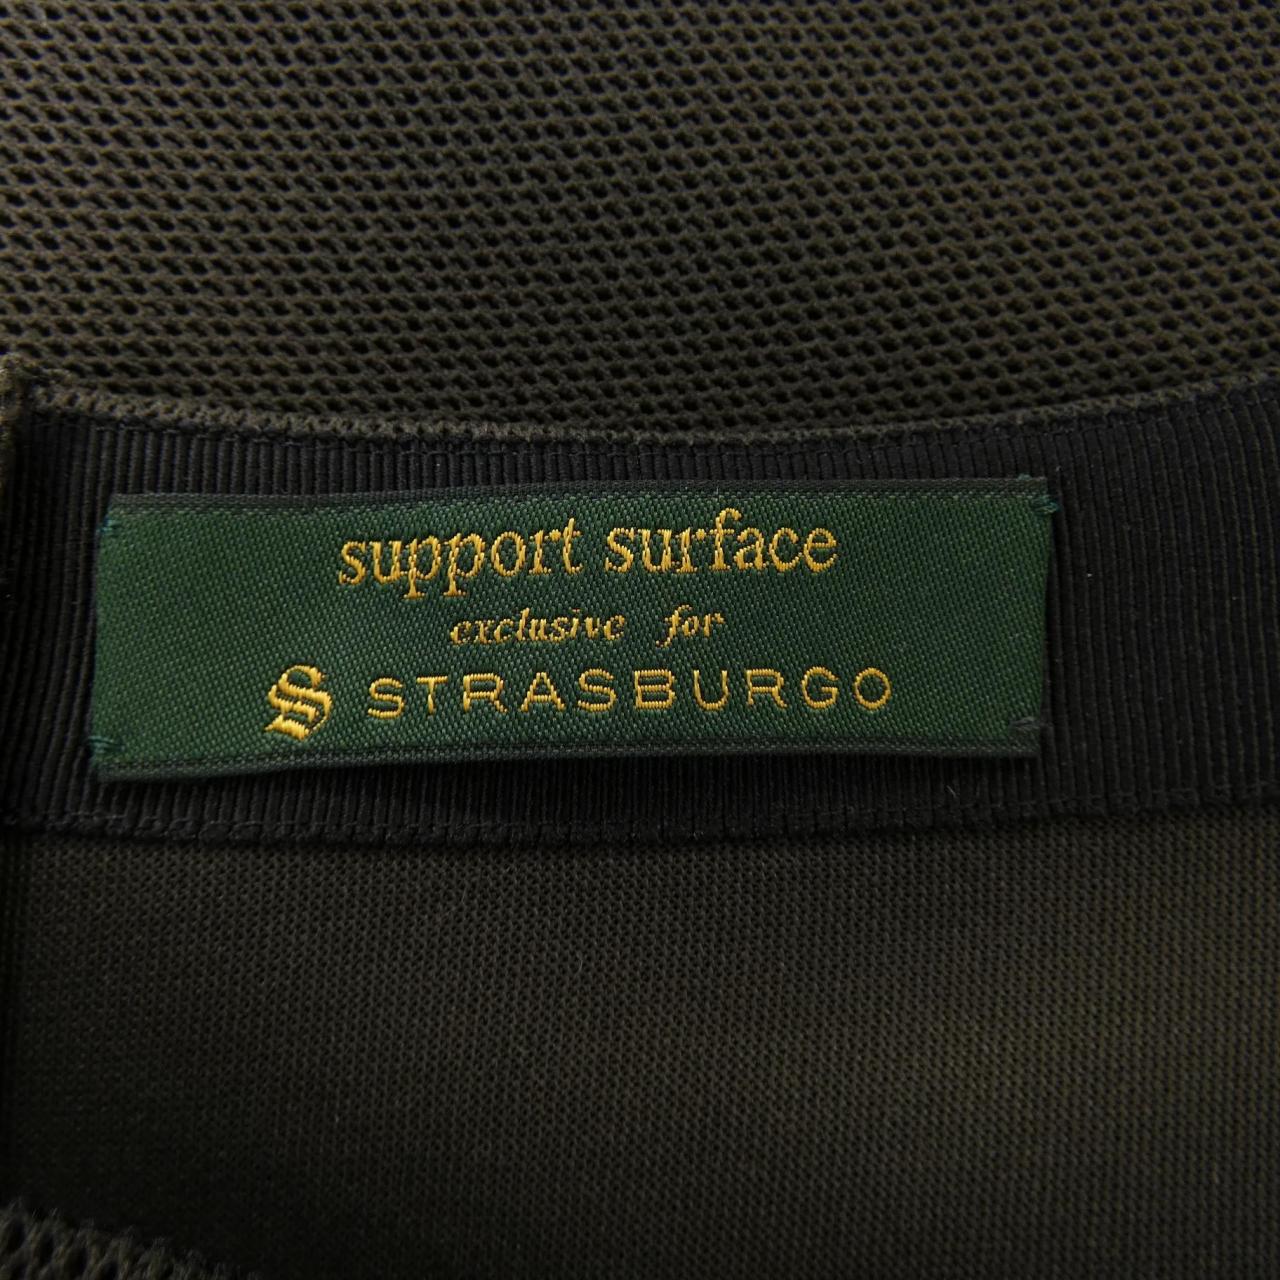 support surface
exclusive for
S STRASBURGO